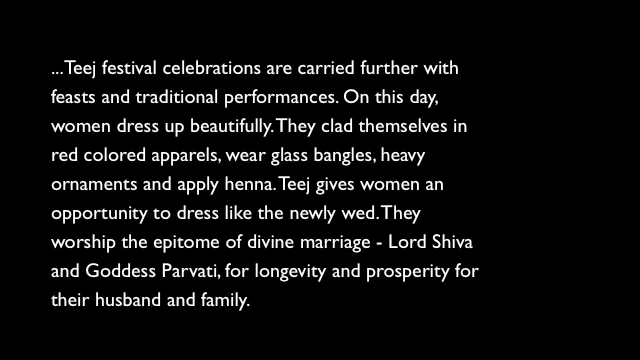 ...Teej festival celebrations are carried further with
feasts and traditional performances. On this day,
women dress up beautifully. They clad themselves in
red colored apparels, wear glass bangles, heavy
ornaments and apply henna. Teej gives women an
opportunity to dress like the newly wed. They
worship the epitome of divine marriage - Lord Shiva
and Goddess Parvati, for longevity and prosperity for
their husband and family.